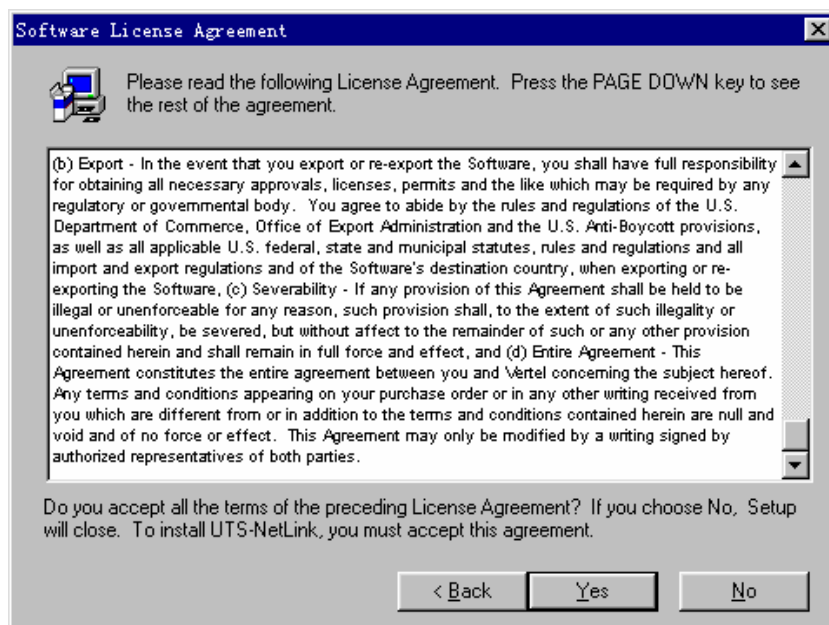 Software License Agreement
Please read the following License Agreement.  Press the PAGE DOWN key to see
the rest of the agreement.
(b) Export - In the event that you export or re-export the Software, you shall have full responsibility
for obtaining all necessary approvals, licenses, permits and the like which may be required by any
regulatory or governmental body.  You agree to abide by the rules and regulations of the U.S.
Department of Commerce, Office of Export Administration and the U.S. Anti-Boycott provisions,
as well as all applicable U.S. federal, state and municipal statutes, rules and regulations and all
import and export regulations and of the Software's destination country, when exporting or re-
exporting the Software, (c) Severability - If any provision of this Agreement shall be held to be
illegal or unenforceable for any reason, such provision shall, to the extent of such illegality or
unenforceability, be severed, but without affect to the remainder of such or any other provision
contained herein and shall remain in full force and effect, and (d) Entire Agreement - This
Agreement constitutes the entire agreement between you and Vertel concerning the subject hereof.
Any terms and conditions appearing on your purchase order or in any other writing received from
you which are different from or in addition to the terms and conditions contained herein are null and
void and of no force or effect.  This Agreement may only be modified by a writing signed by
authorized representatives of both parties.
Do you accept all the terms of the preceding License Agreement?  If you choose No,  Setup
will close.  To install UTS-NetLink, you must accept this agreement.
< Back Yes No